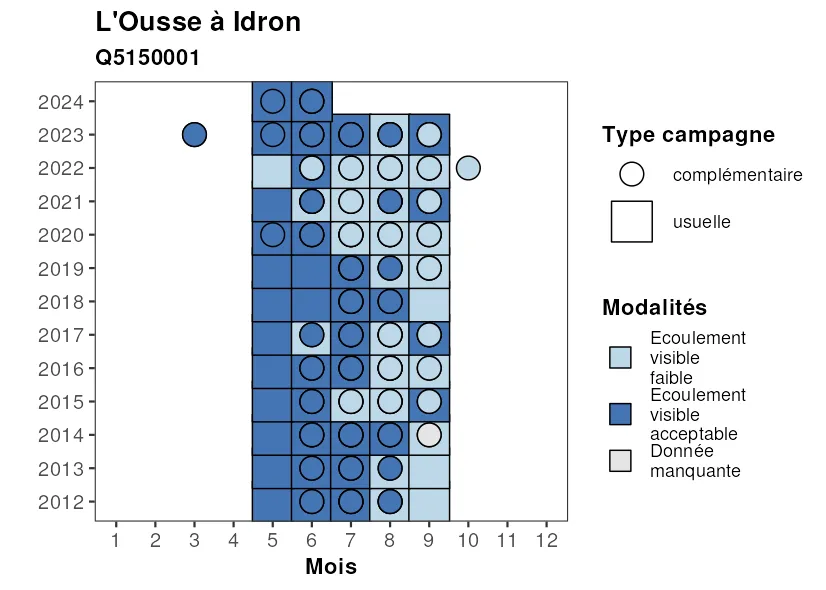 L'Ousse à Idron
Q5150001
2024
2023
2022
2021
2020
2019
2018
2017
2016
2015
2014
2013
2012
1 2 3 4 5 6 7 8 9 10 11 12
Mois
Type campagne
complémentaire
usuelle
Modalités
Ecoulement
visible
faible
Ecoulement
visible
acceptable
Donnée
manquante